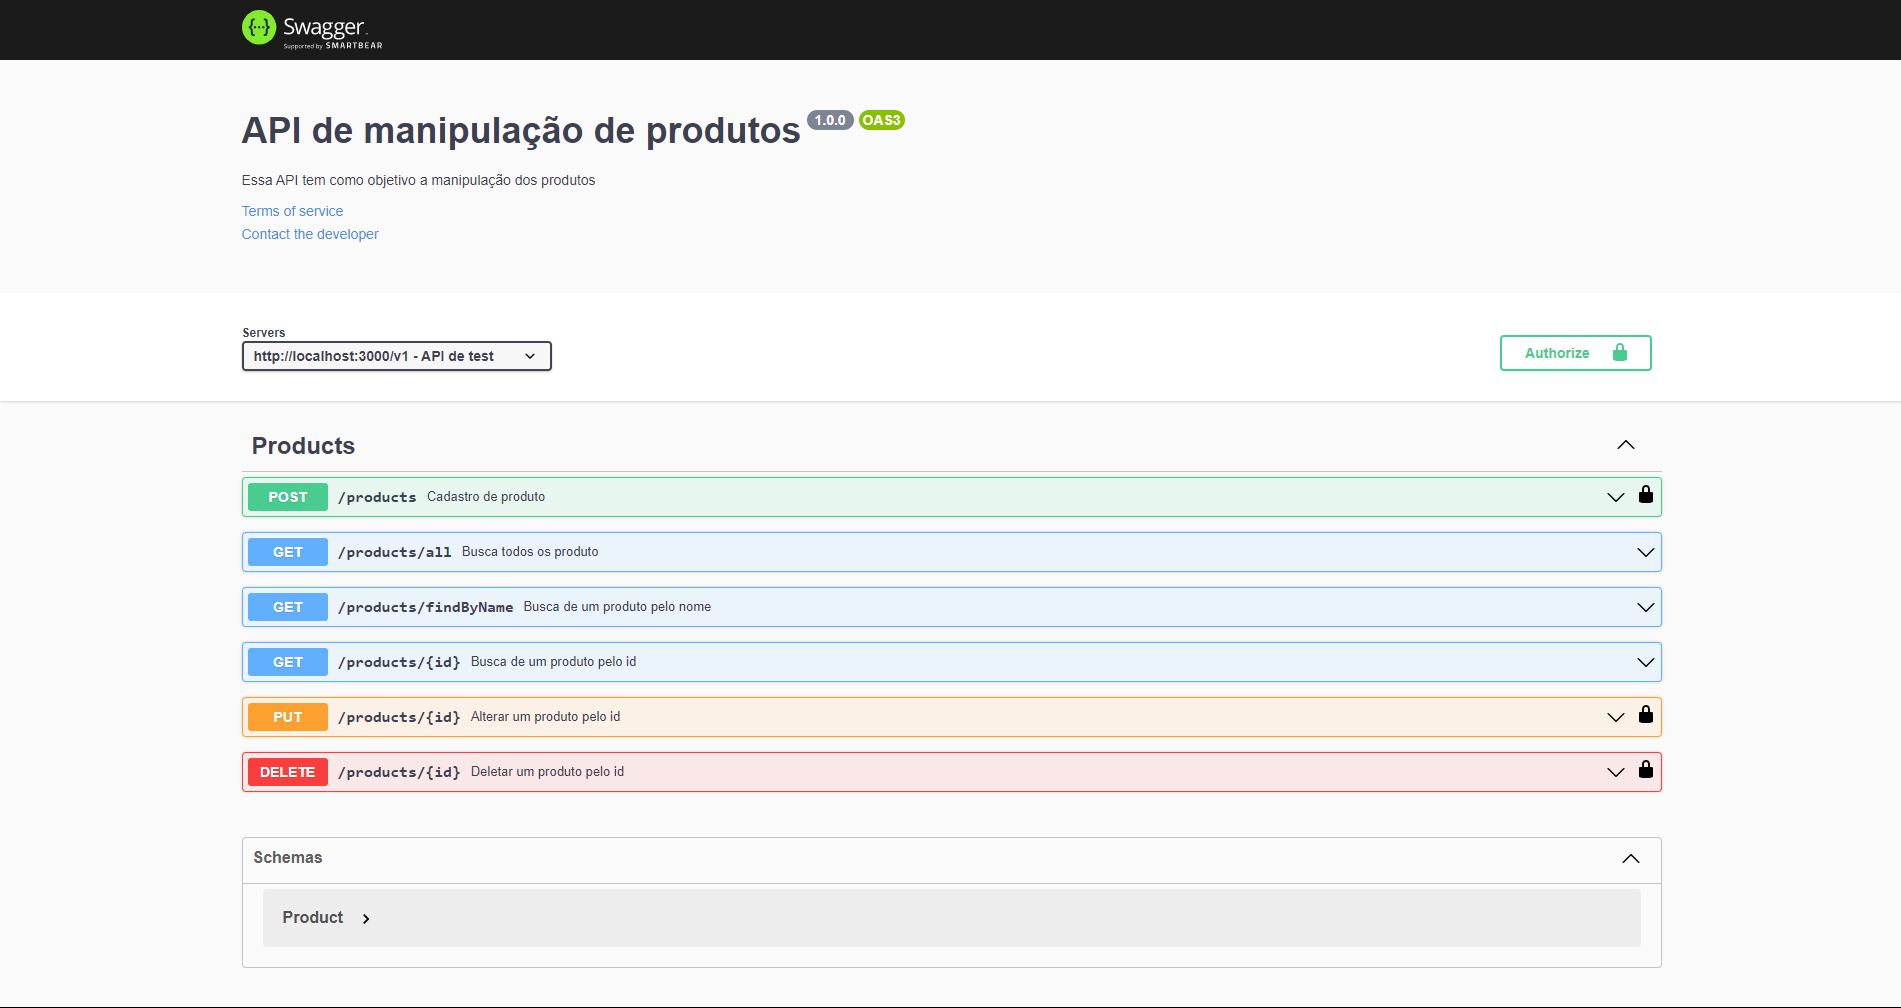 {...} Swagger
Supported by SMARTBEAR
API de manipulação de produtos 1.0.0 OAS3
Essa API tem como objetivo a manipulação dos produtos
Terms of service
Contact the developer
Servers
http://localhost:3000/v1 - API de test
Authorize
Products
POST /products Cadastro de produto
GET /products/all Busca todos os produto
GET /products/findByName Busca de um produto pelo nome
GET /products/{id} Busca de um produto pelo id
PUT /products/{id} Alterar um produto pelo id
DELETE /products/{id} Deletar um produto pelo id
Schemas
Product